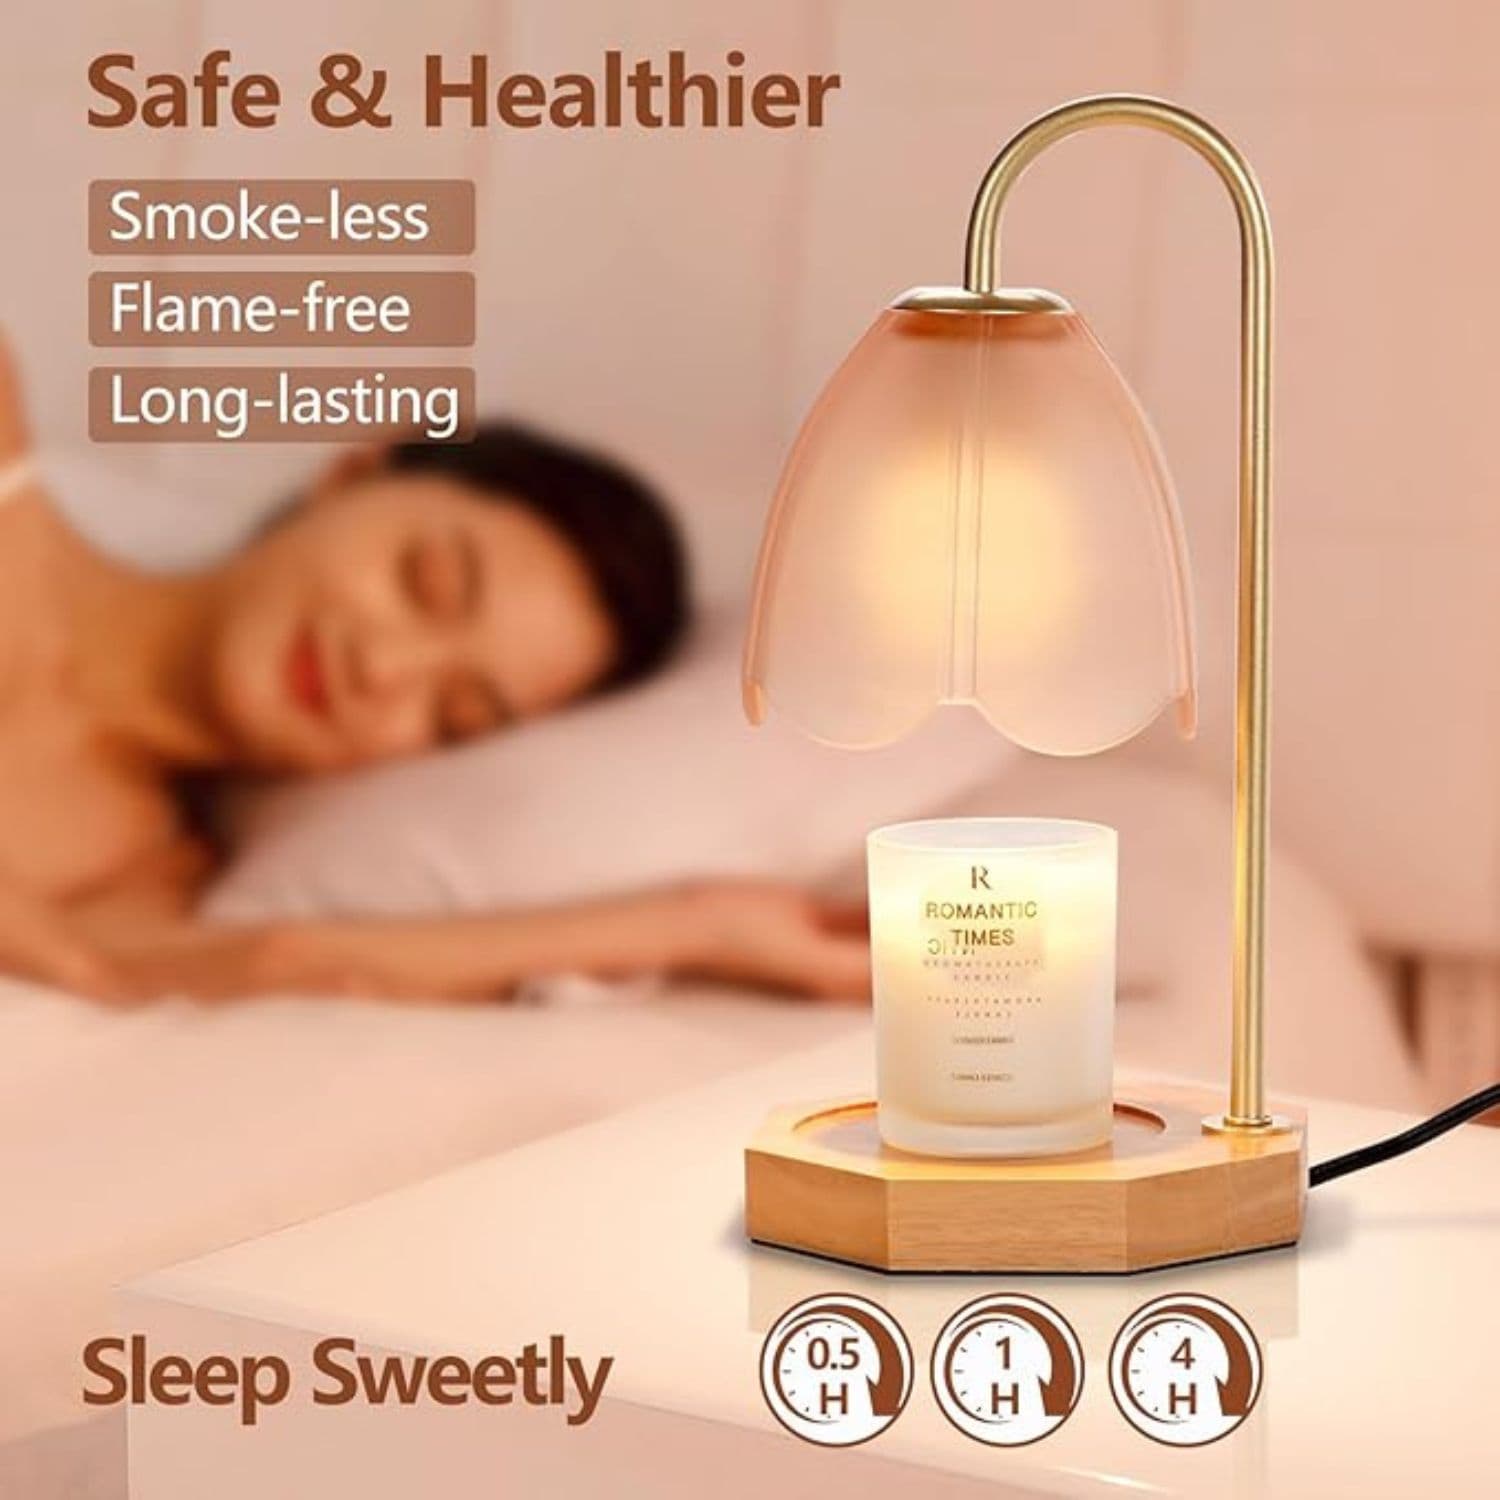 Safe & Healthier
Smoke-less
Flame-free
Long-lasting
R
ROMANTIC
TIMES
Sleep Sweetly
0.5
H
1
H
4
H